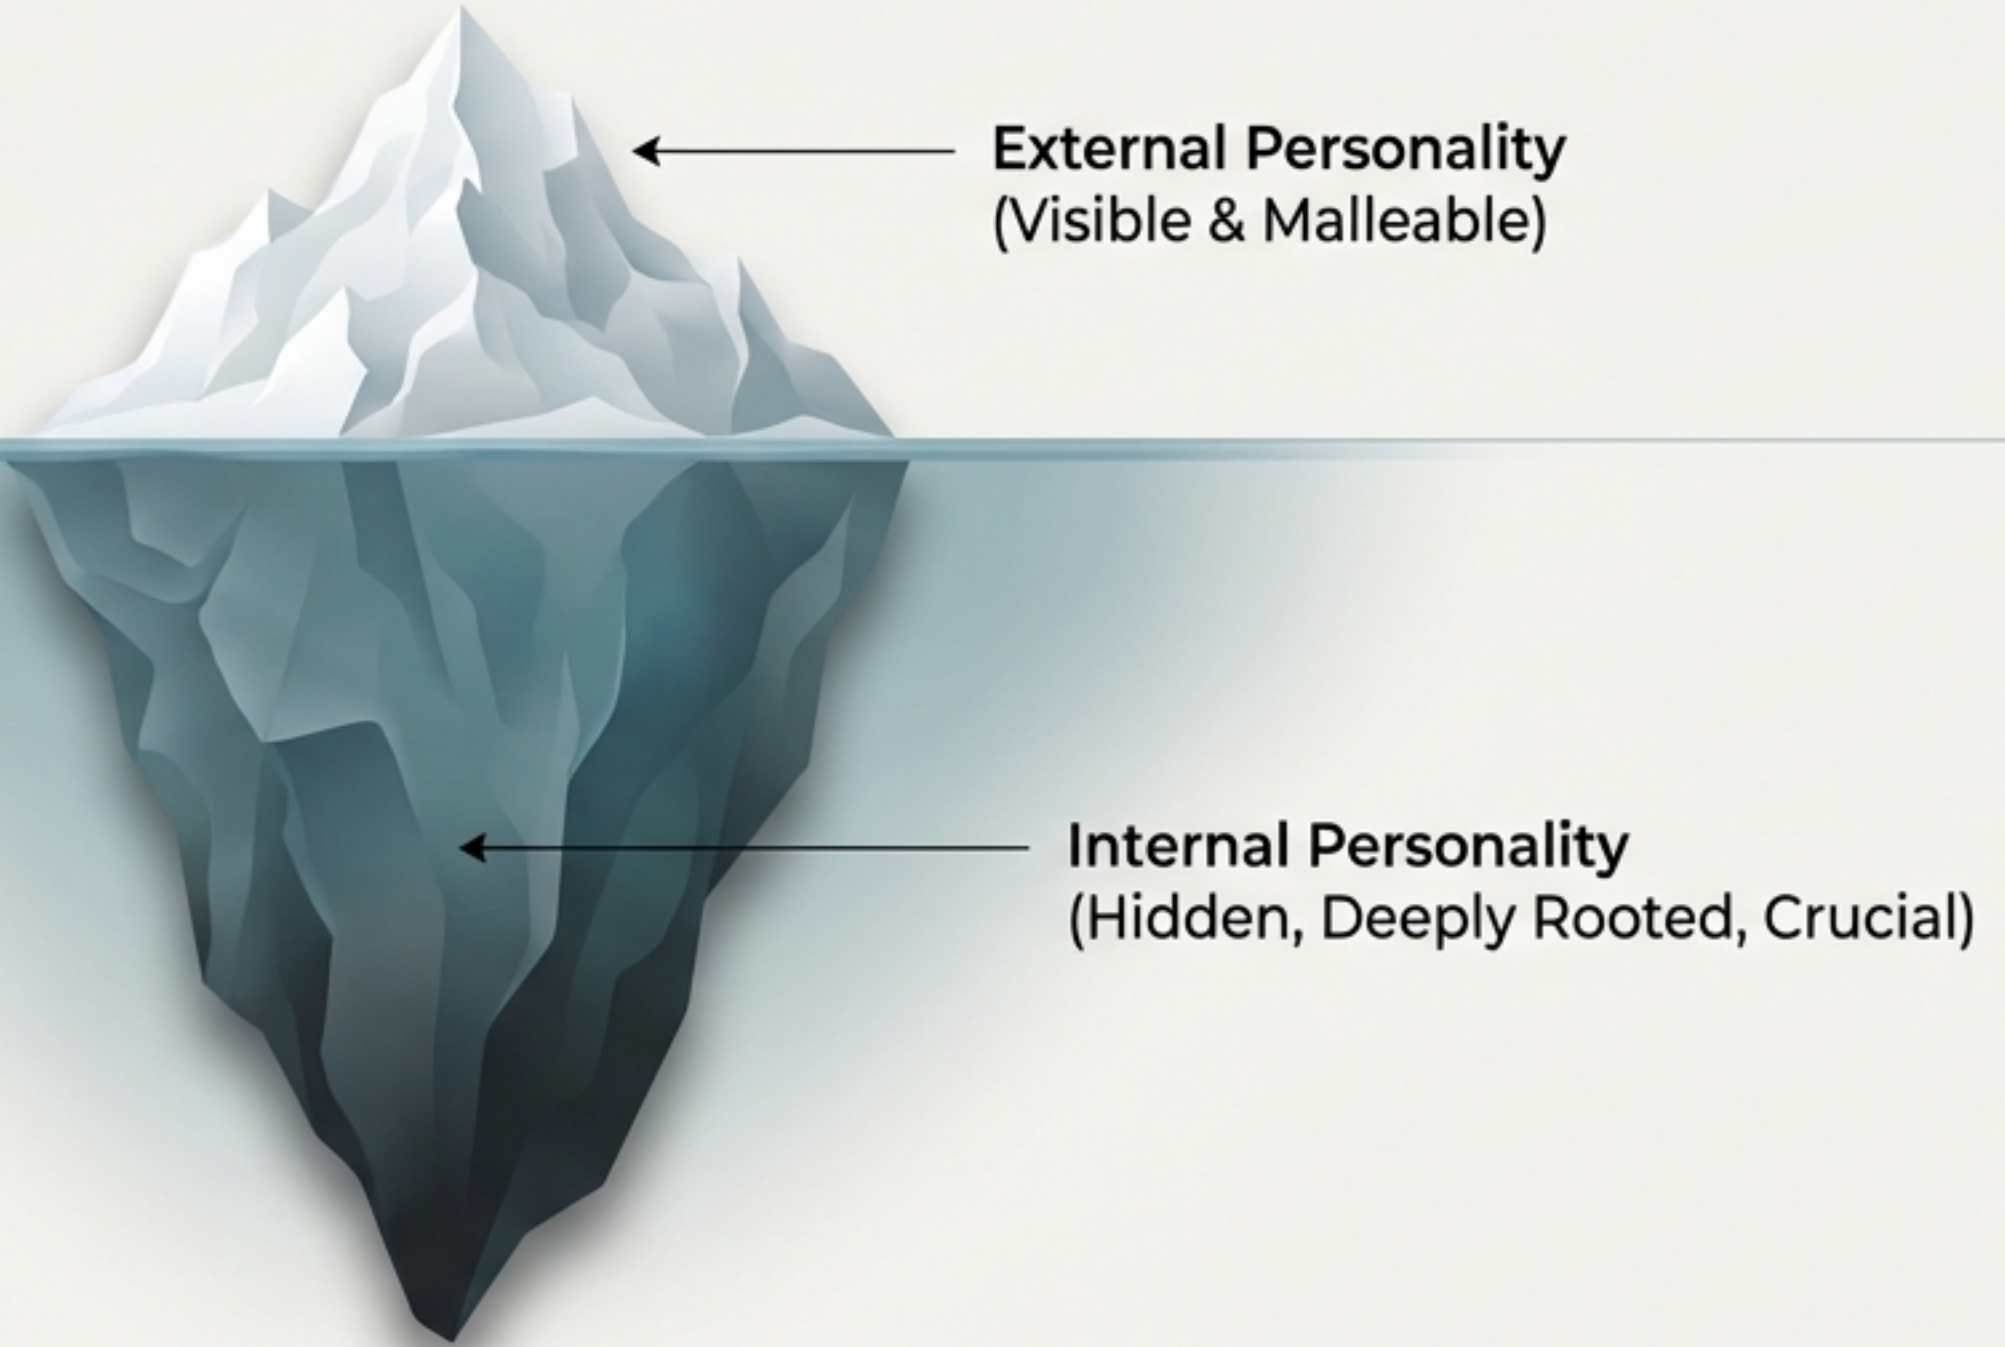 External Personality
(Visible & Malleable)
Internal Personality
(Hidden, Deeply Rooted, Crucial)